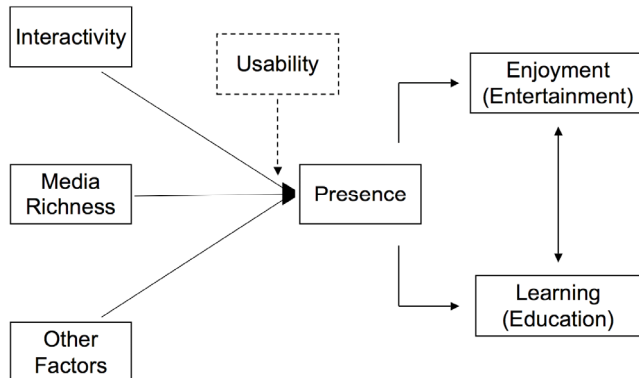 Interactivity
Usability
Enjoyment
(Entertainment)
Media
Richness
Presence
Learning
(Education)
Other
Factors